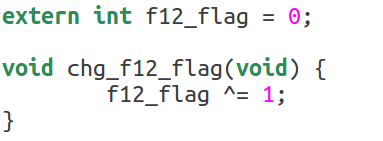 extern int f12_flag = 0;
void chg_f12_flag(void) {
        f12_flag ^= 1;
}